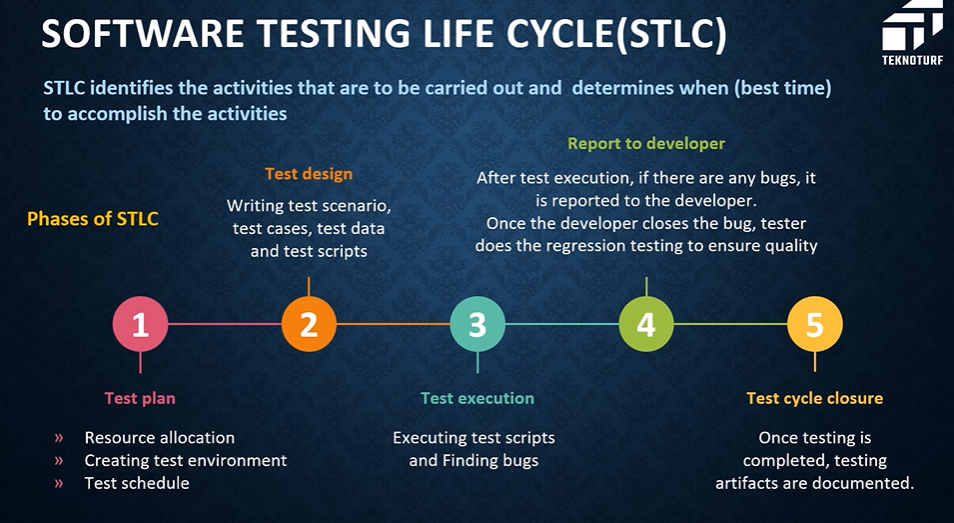 SOFTWARE TESTING LIFE CYCLE(STLC)
TEKNOTURF
STLC identifies the activities that are to be carried out and determines when (best time)
to accomplish the activities
Phases of STLC
1
Test plan
» Resource allocation
» Creating test environment
» Test schedule
Test design
Writing test scenario,
test cases, test data
and test scripts
2
3
Test execution
Executing test scripts
and Finding bugs
Report to developer
After test execution, if there are any bugs, it
is reported to the developer.
Once the developer closes the bug, tester
does the regression testing to ensure quality
4
5
Test cycle closure
Once testing is
completed, testing
artifacts are documented.